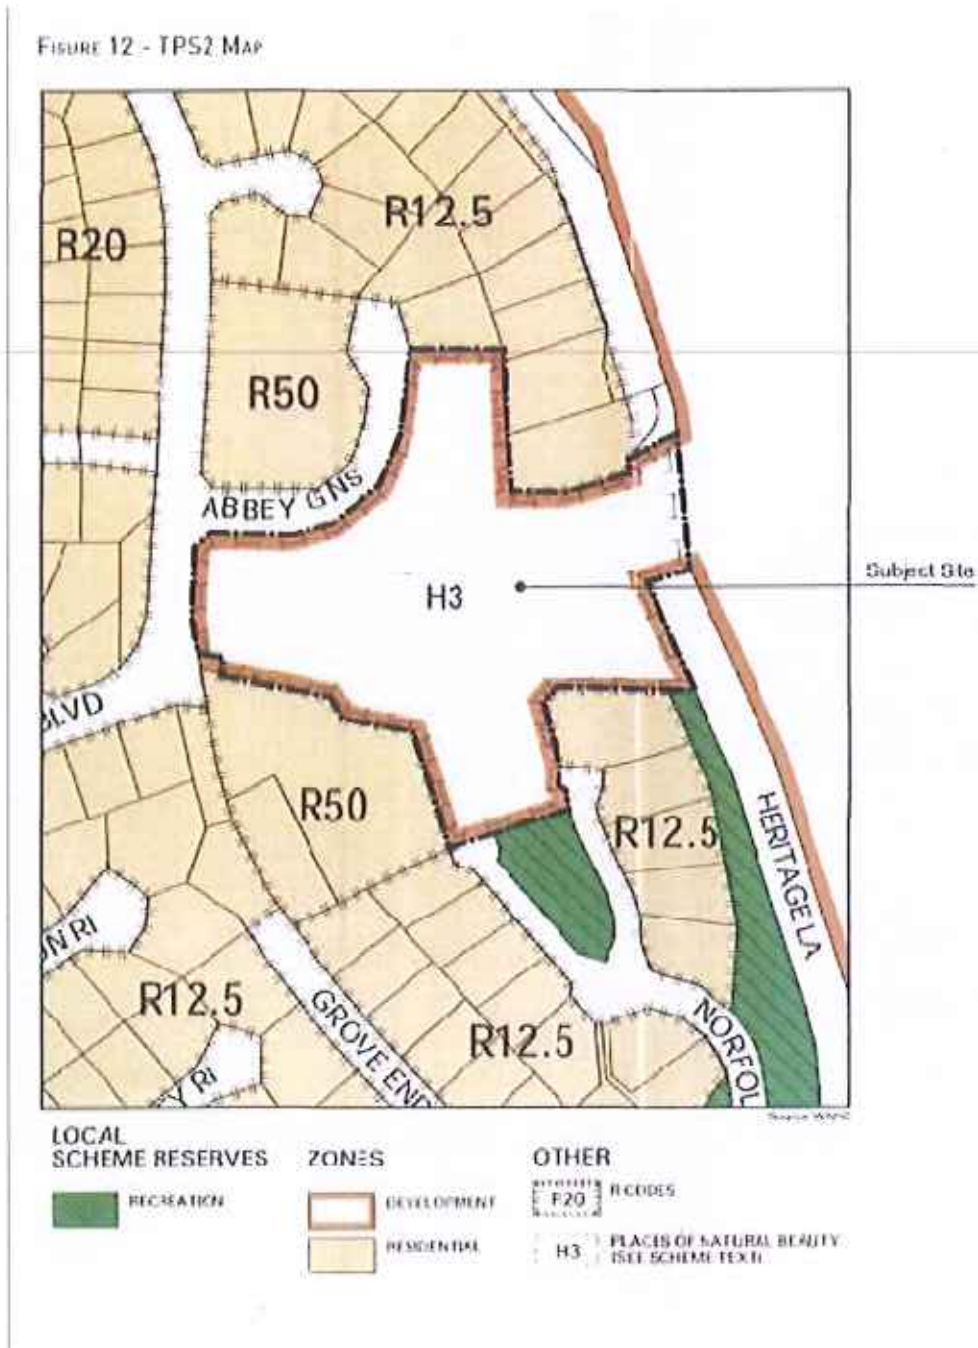 FIGURE 12 - TPS2 MAP
R12.5
R20
R50
ABBEY GNS
Subject Site
H3
BLVD
R50
R12.5
HERITAGE LA
RI
R12.5
GROVE END
R12.5
NORFOL
RI
LOCAL
SCHEME RESERVES
ZONES
OTHER
RECREATION
DEVELOPMENT
R20
R-CODES
RESIDENTIAL
H3
PLACES OF NATURAL BEAUTY
(SEE SCHEME TEXT)